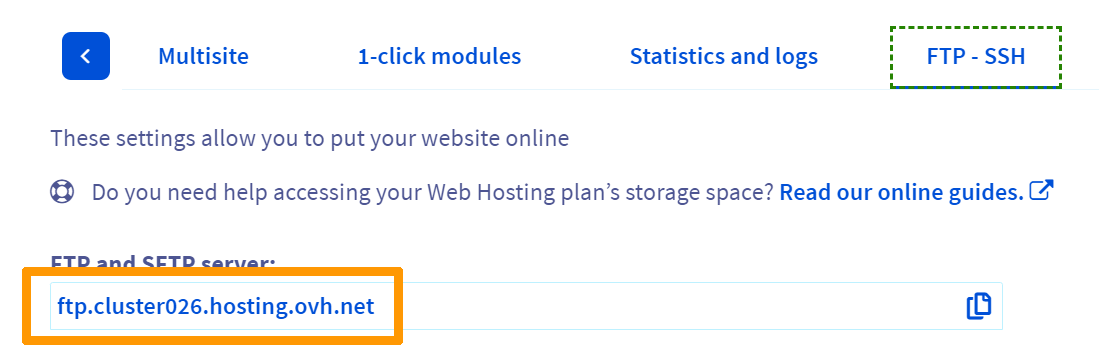 Multisite 1-click modules Statistics and logs FTP - SSH
These settings allow you to put your website online
Do you need help accessing your Web Hosting plan’s storage space? Read our online guides.
FTP and SFTP server:
ftp.cluster026.hosting.ovh.net